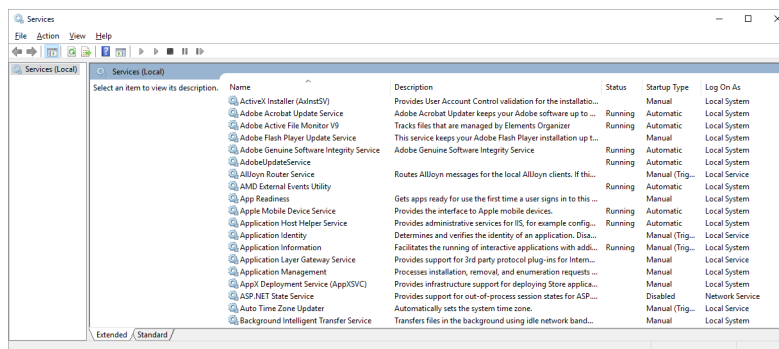 Services
File Action View Help
Services (Local)
Services (Local)
Select an item to view its description.
Name Description Status Startup Type Log On As
ActiveX Installer (AxInstSV) Provides User Account Control validation for the installatio... Manual Local System
Adobe Acrobat Update Service Adobe Acrobat Updater keeps your Adobe software up to ... Running Automatic Local System
Adobe Active File Monitor V9 Tracks files that are managed by Elements Organizer Running Automatic Local System
Adobe Flash Player Update Service This service keeps your Adobe Flash Player installation up t... Manual Local System
Adobe Genuine Software Integrity Service Adobe Genuine Software Integrity Service Running Automatic Local System
AdobeUpdateService Running Automatic Local System
AllJoyn Router Service Routes AllJoyn messages for the local AllJoyn clients. If thi... Manual (Trig... Local Service
AMD External Events Utility Running Automatic Local System
App Readiness Gets apps ready for use the first time a user signs in to this ... Manual Local System
Apple Mobile Device Service Provides the interface to Apple mobile devices. Running Automatic Local System
Application Host Helper Service Provides administrative services for IIS, for example config... Running Automatic Local System
Application Identity Determines and verifies the identity of an application. Disa... Manual (Trig... Local Service
Application Information Facilitates the running of interactive applications with addi... Running Manual (Trig... Local System
Application Layer Gateway Service Provides support for 3rd party protocol plug-ins for Intern... Manual Local Service
Application Management Processes installation, removal, and enumeration requests ... Manual Local System
AppX Deployment Service (AppXSVC) Provides infrastructure support for deploying Store applica... Manual Local System
ASP.NET State Service Provides support for out-of-process session states for ASP.... Disabled Network Service
Auto Time Zone Updater Automatically sets the system time zone. Manual (Trig... Local Service
Background Intelligent Transfer Service Transfers files in the background using idle network band... Manual Local System
Extended Standard